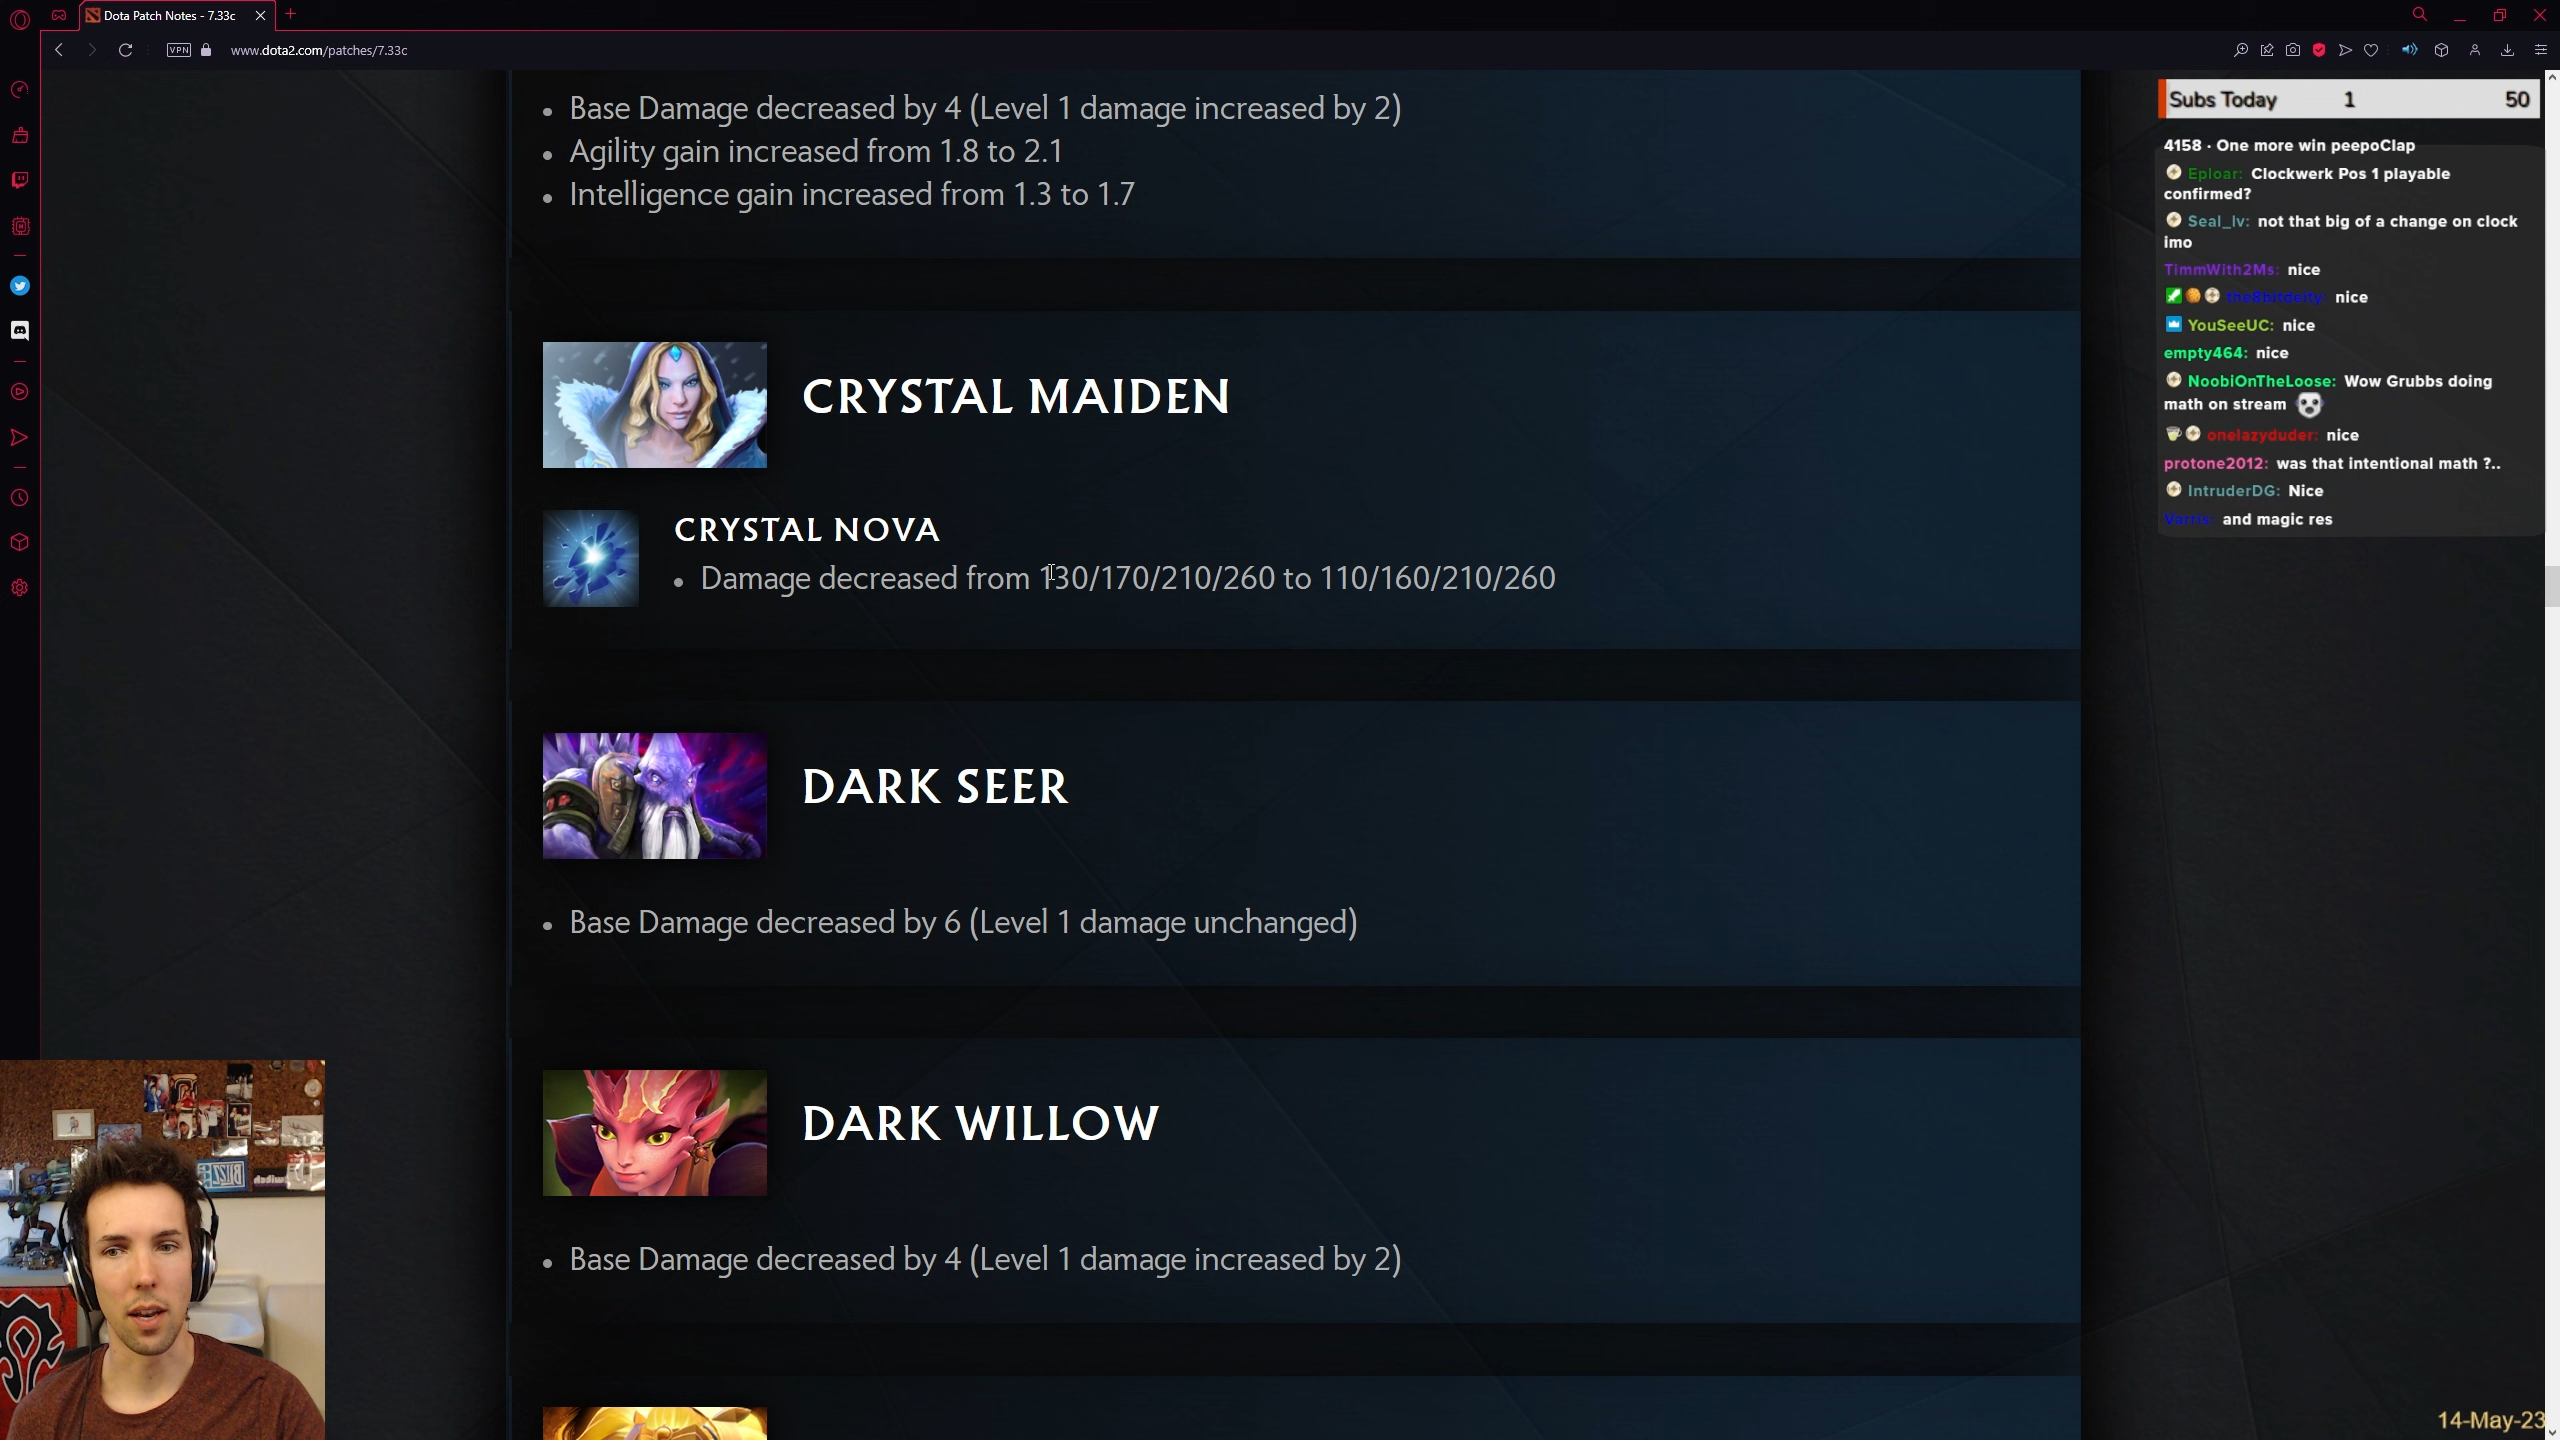 Dota Patch Notes - 7.33c
VPN
www.dota2.com/patches/7.33c
Base Damage decreased by 4 (Level 1 damage increased by 2)
Agility gain increased from 1.8 to 2.1
Intelligence gain increased from 1.3 to 1.7
CRYSTAL MAIDEN
CRYSTAL NOVA
Damage decreased from 130/170/210/260 to 110/160/210/260
DARK SEER
Base Damage decreased by 6 (Level 1 damage unchanged)
DARK WILLOW
Base Damage decreased by 4 (Level 1 damage increased by 2)
Subs Today 1 50
4158 · One more win peepoClap
Eploar: Clockwerk Pos 1 playable
confirmed?
Seal_lv: not that big of a change on clock
imo
TimmWith2Ms: nice
the8bitdeity: nice
YouSeeUC: nice
empty464: nice
NoobiOnTheLoose: Wow Grubbs doing
math on stream
onelazyduder: nice
protone2012: was that intentional math ?..
IntruderDG: Nice
Varris: and magic res
14-May-23